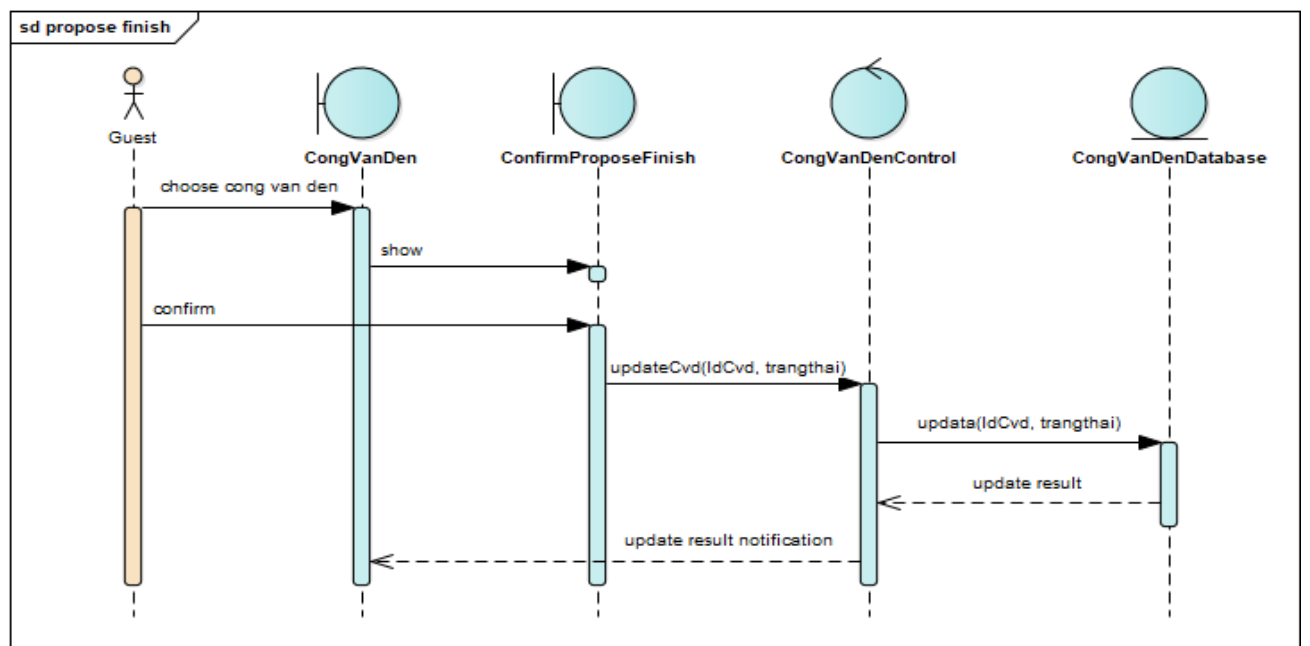 sd propose finish
Guest
CongVanDen
ConfirmProposeFinish
CongVanDenControl
CongVanDenDatabase
choose cong van den
show
confirm
updateCvd(IdCvd, trangthai)
updata(IdCvd, trangthai)
update result
update result notification